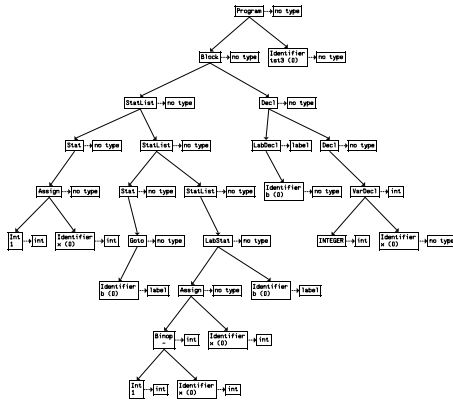 Program no type
Block no type Identifier no type
tst3 (0)
StatList no type Decl no type
Stat no type StatList no type LabDecl label Decl no type
Assign no type Stat no type StatList no type Identifier no type VarDecl int
b (0)
Int int Identifier int Goto no type LabStat no type INTEGER int Identifier no type
1 x (0) x (0)
Identifier label Assign no type Identifier label
b (0) b (0)
Binop int Identifier int
- x (0)
Int int Identifier int
1 x (0)